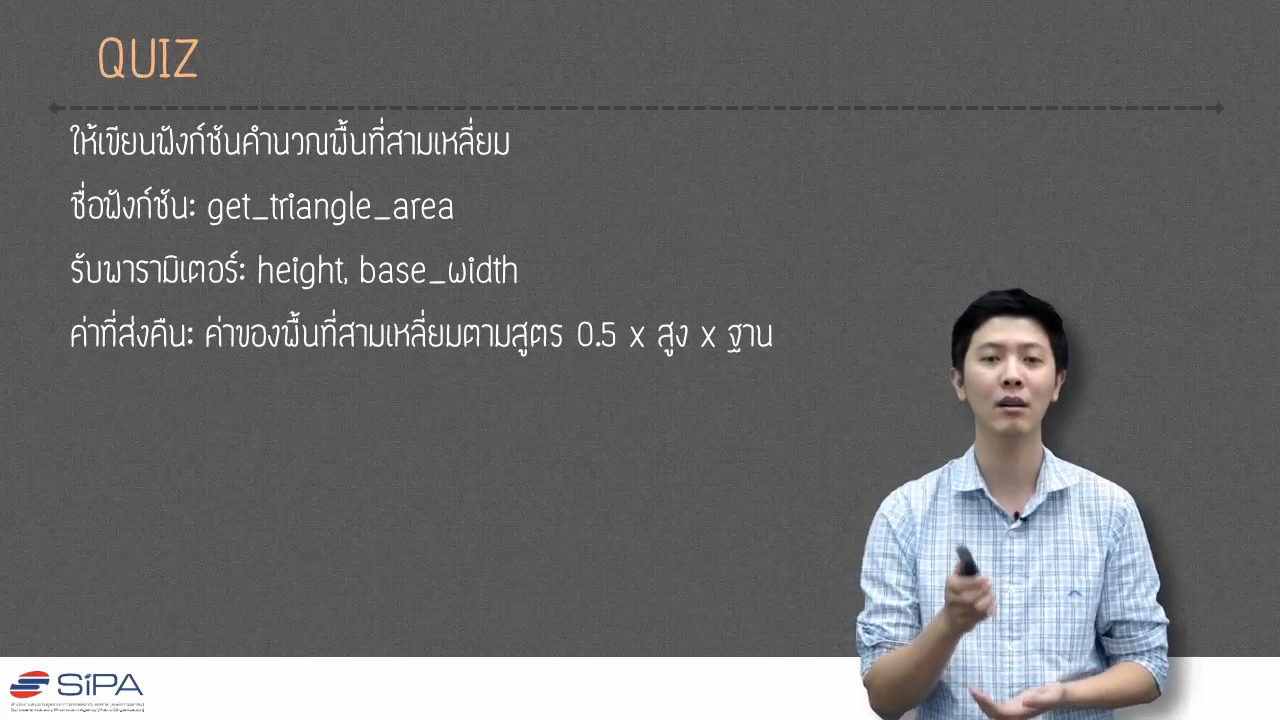 QUIZ
ให้เขียนฟังก์ชันคำนวณพื้นที่สามเหลี่ยม
ชื่อฟังก์ชัน: get_triangle_area
รับพารามิเตอร์: height, base_width
ค่าที่ส่งคืน: ค่าของพื้นที่สามเหลี่ยมตามสูตร 0.5 x สูง x ฐาน
SiPA